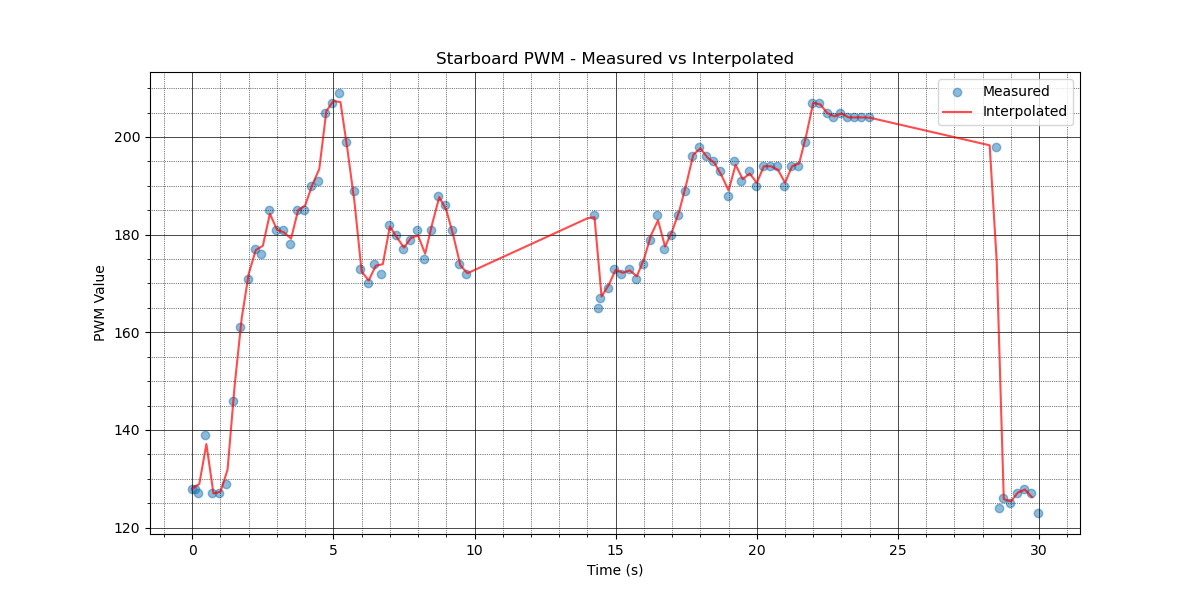 Starboard PWM - Measured vs Interpolated
Measured
Interpolated
PWM Value
200
180
160
140
120
0 5 10 15 20 25 30
Time (s)